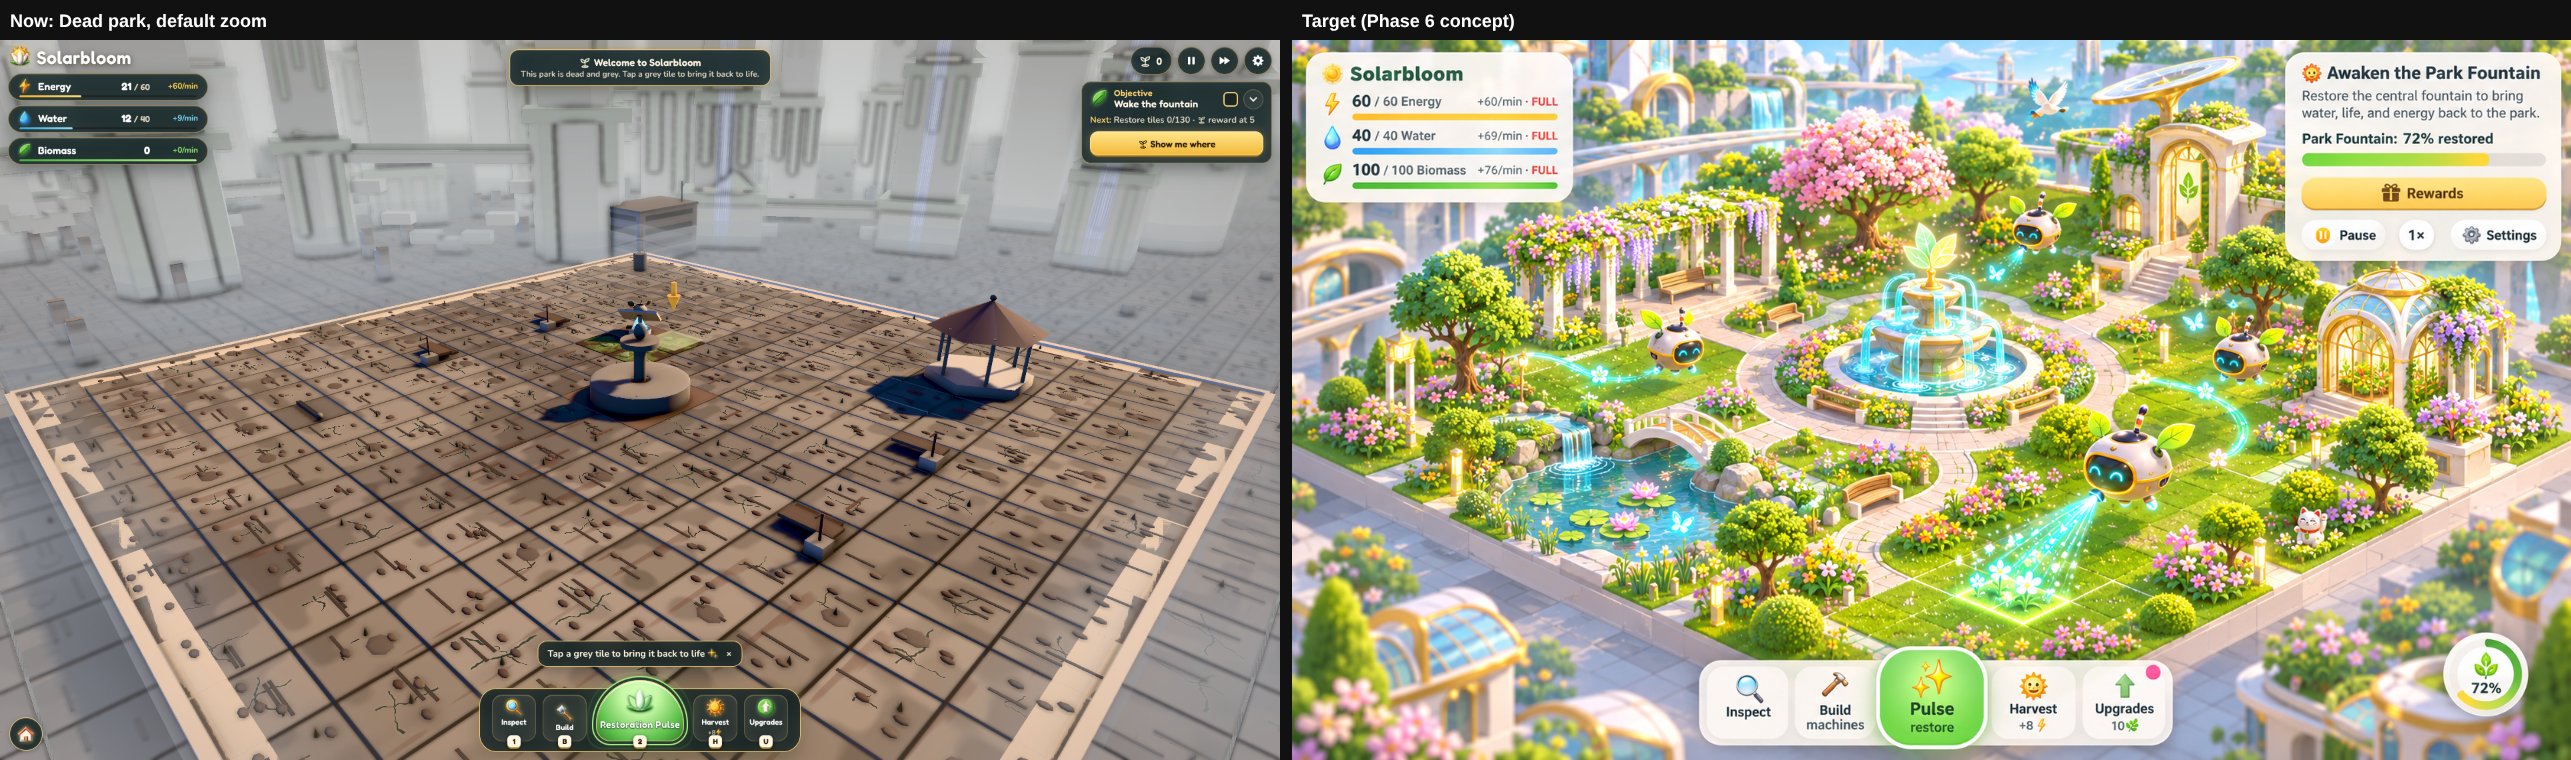 Now: Dead park, default zoom
Solarbloom
Energy 21 / 60 +60/min
Water 12 / 40 +9/min
Biomass 0 +0/min
Welcome to Solarbloom
This park is dead and grey. Tap a grey tile to bring it back to life.
0
Objective
Wake the fountain
Next: Restore tiles 0/130 · reward at 5
Show me where
Tap a grey tile to bring it back to life ×
Inspect
1
Build
B
Restoration Pulse
2
Harvest
+8
H
Upgrades
U
Target (Phase 6 concept)
Solarbloom
60 / 60 Energy +60/min · FULL
40 / 40 Water +69/min · FULL
100 / 100 Biomass +76/min · FULL
Awaken the Park Fountain
Restore the central fountain to bring
water, life, and energy back to the park.
Park Fountain: 72% restored
Rewards
Pause
1×
Settings
Inspect
Build
machines
Pulse
restore
Harvest
+8
Upgrades
10
72%